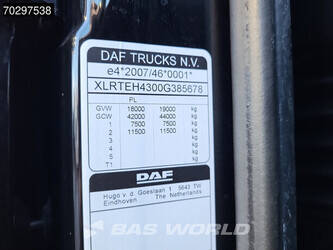 70297538
DAF TRUCKS N.V.
e4*2007/46*0001*
XLRTEH4300G385678
PL
GVW 18000 19000 kg
GCW 42000 44000 kg
1 7500 7500 kg
2 11500 11500 kg
3 kg
4 kg
5 kg
T1 kg
DAF
Hugo v. d. Goeslaan 1 5643 TW
Eindhoven The Netherlands
BAS WORLD